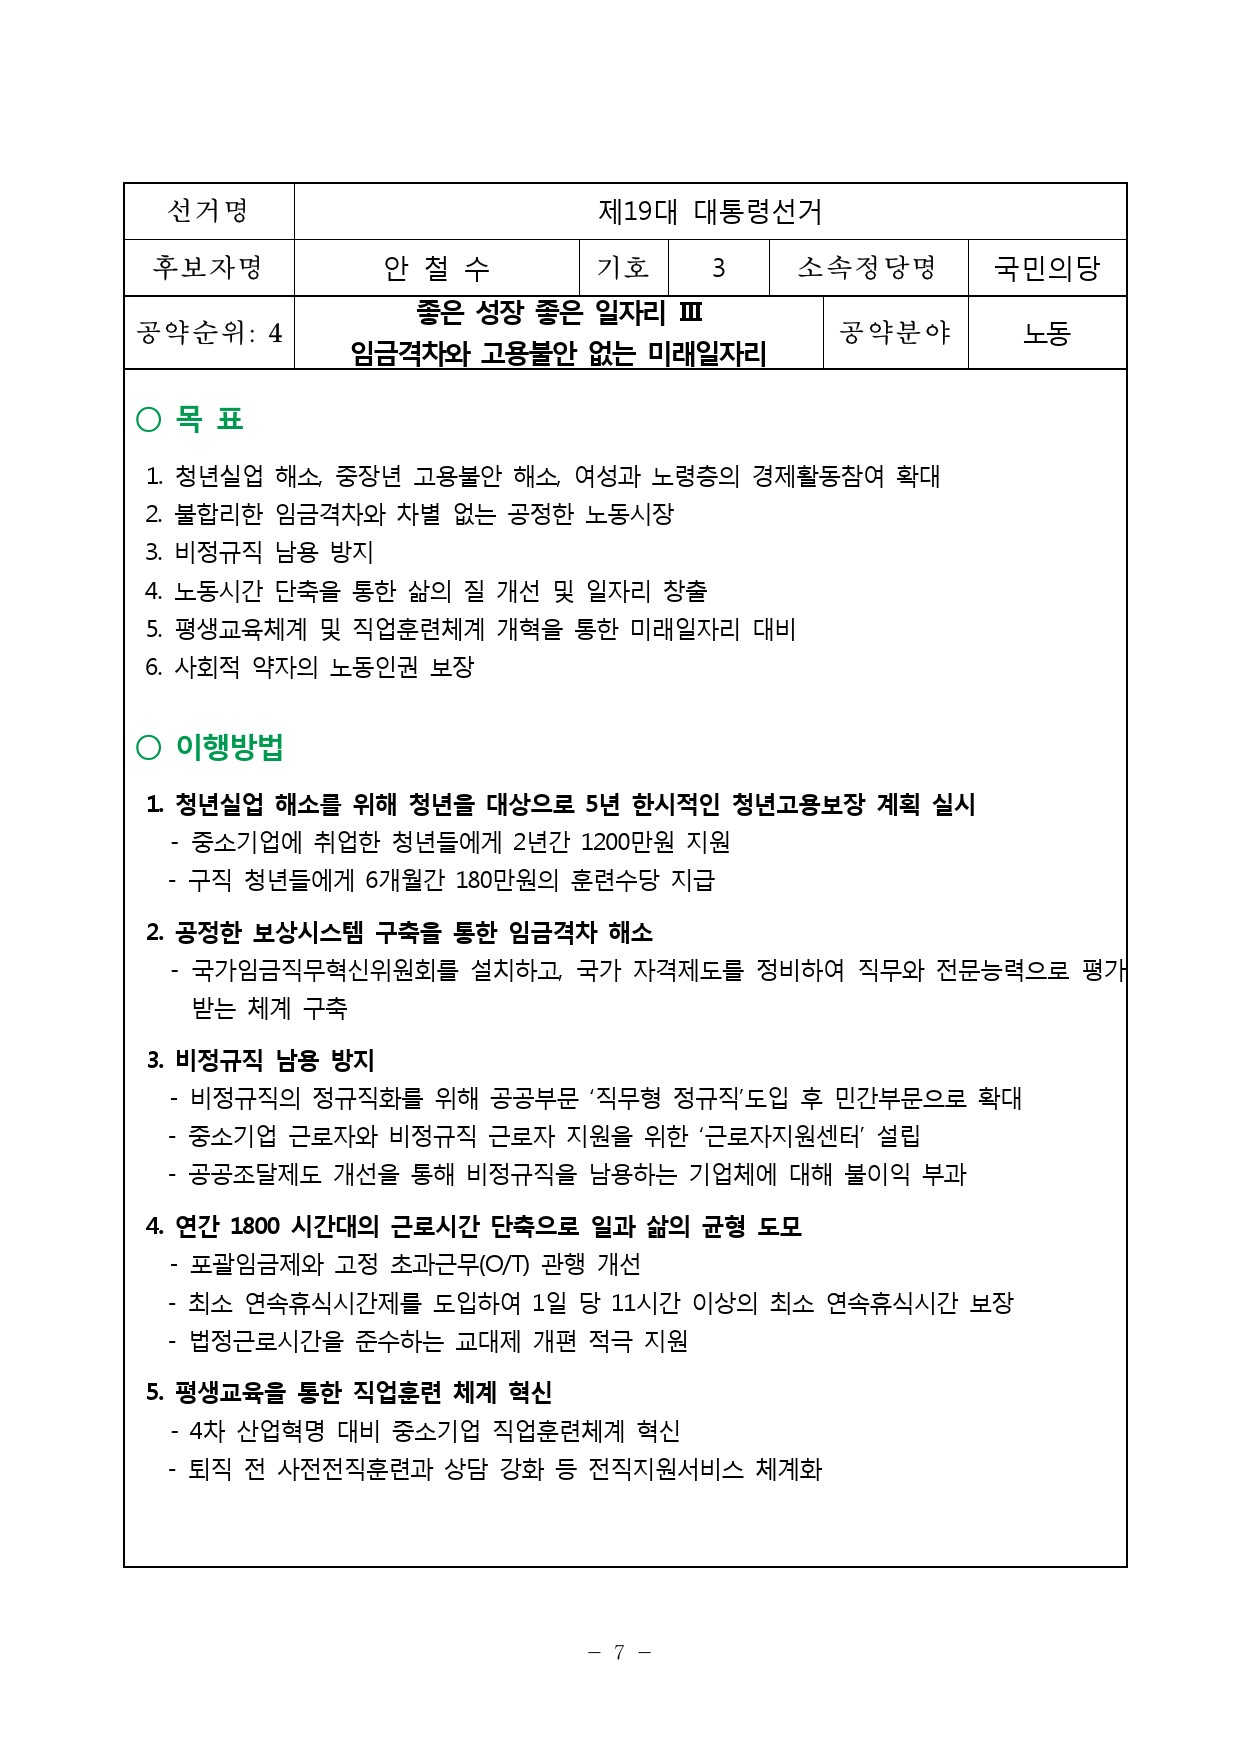 선거명 제19대 대통령선거
후보자명 안 철 수 기호 3 소속정당명 국민의당
공약순위: 4 좋은 성장 좋은 일자리 Ⅲ
임금격차와 고용불안 없는 미래일자리 공약분야 노동
○ 목 표
1. 청년실업 해소, 중장년 고용불안 해소, 여성과 노령층의 경제활동참여 확대
2. 불합리한 임금격차와 차별 없는 공정한 노동시장
3. 비정규직 남용 방지
4. 노동시간 단축을 통한 삶의 질 개선 및 일자리 창출
5. 평생교육체계 및 직업훈련체계 개혁을 통한 미래일자리 대비
6. 사회적 약자의 노동인권 보장
○ 이행방법
1. 청년실업 해소를 위해 청년을 대상으로 5년 한시적인 청년고용보장 계획 실시
- 중소기업에 취업한 청년들에게 2년간 1200만원 지원
- 구직 청년들에게 6개월간 180만원의 훈련수당 지급
2. 공정한 보상시스템 구축을 통한 임금격차 해소
- 국가임금직무혁신위원회를 설치하고, 국가 자격제도를 정비하여 직무와 전문능력으로 평가
받는 체계 구축
3. 비정규직 남용 방지
- 비정규직의 정규직화를 위해 공공부문 ‘직무형 정규직’도입 후 민간부문으로 확대
- 중소기업 근로자와 비정규직 근로자 지원을 위한 ‘근로자지원센터’ 설립
- 공공조달제도 개선을 통해 비정규직을 남용하는 기업체에 대해 불이익 부과
4. 연간 1800 시간대의 근로시간 단축으로 일과 삶의 균형 도모
- 포괄임금제와 고정 초과근무(O/T) 관행 개선
- 최소 연속휴식시간제를 도입하여 1일 당 11시간 이상의 최소 연속휴식시간 보장
- 법정근로시간을 준수하는 교대제 개편 적극 지원
5. 평생교육을 통한 직업훈련 체계 혁신
- 4차 산업혁명 대비 중소기업 직업훈련체계 혁신
- 퇴직 전 사전전직훈련과 상담 강화 등 전직지원서비스 체계화
- 7 -